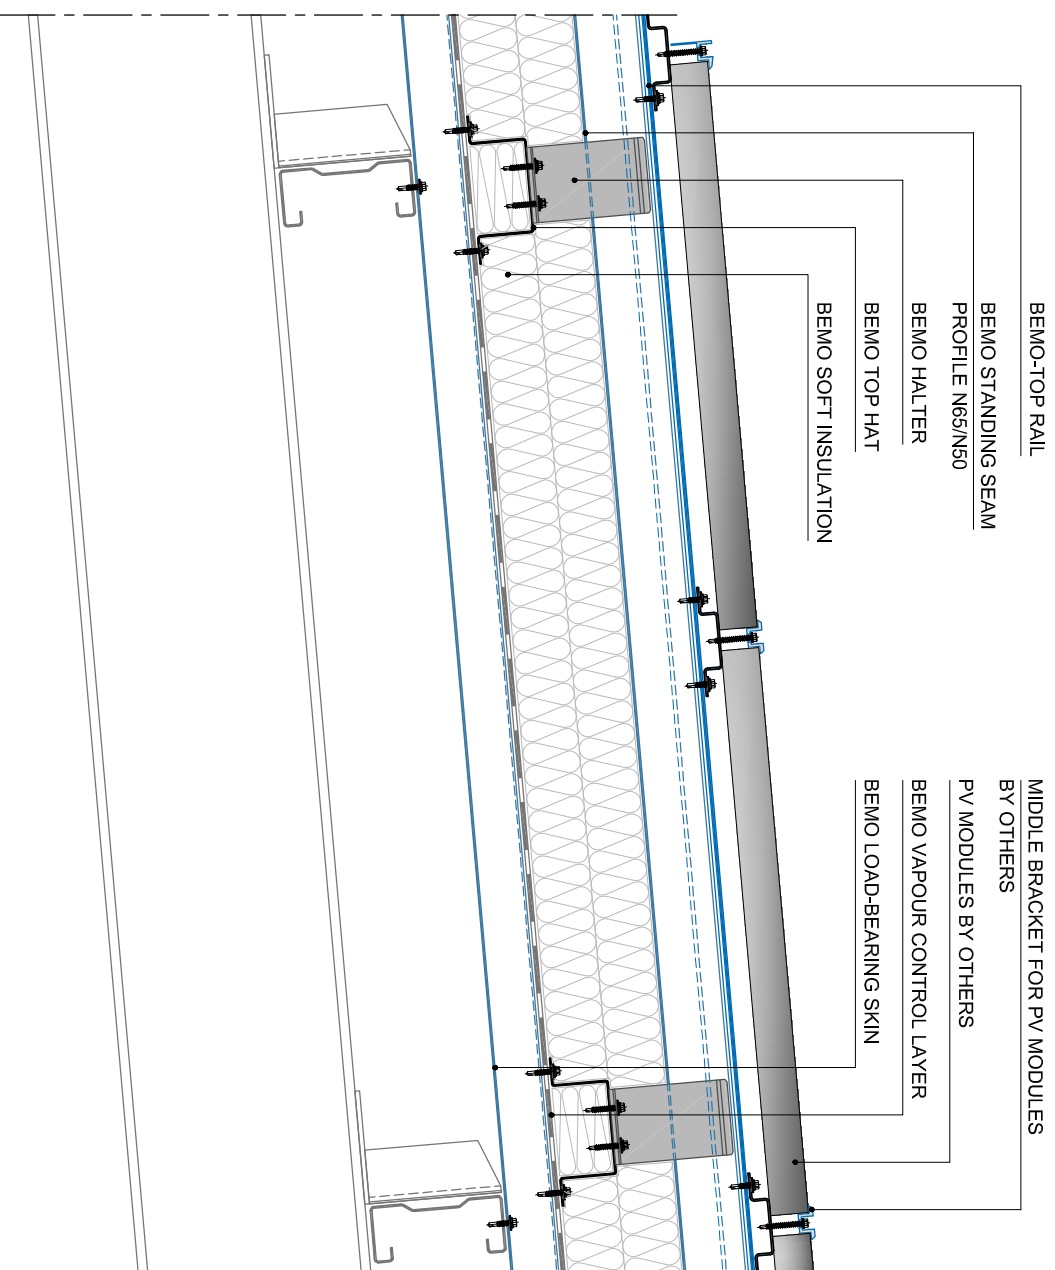 BEMO-TOP RAIL
BEMO STANDING SEAM
PROFILE N65/N50
BEMO HALTER
BEMO TOP HAT
BEMO SOFT INSULATION
MIDDLE BRACKET FOR PV MODULES
BY OTHERS
PV MODULES BY OTHERS
BEMO VAPOUR CONTROL LAYER
BEMO LOAD-BEARING SKIN